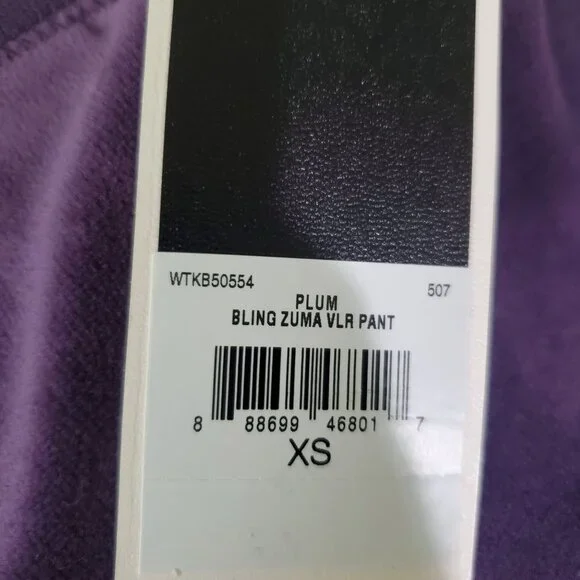 WTKB50554 507
PLUM
BLING ZUMA VLR PANT
8 88699 46801 7
XS